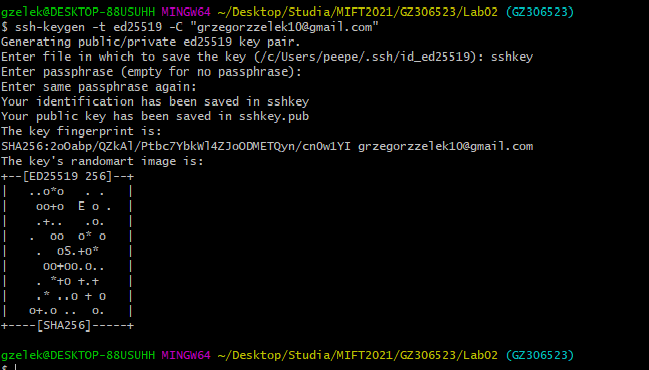 gzelek@DESKTOP-88USUHH MINGW64 ~/Desktop/Studia/MIFT2021/GZ306523/Lab02 (GZ306523)
$ ssh-keygen -t ed25519 -C "grzegorzzelek10@gmail.com"
Generating public/private ed25519 key pair.
Enter file in which to save the key (/c/Users/peepe/.ssh/id_ed25519): sshkey
Enter passphrase (empty for no passphrase):
Enter same passphrase again:
Your identification has been saved in sshkey
Your public key has been saved in sshkey.pub
The key fingerprint is:
SHA256:2oOabp/QZkAl/Ptbc7YbkWl4ZJoODMETQyn/cn0w1YI grzegorzzelek10@gmail.com
The key's randomart image is:
+--[ED25519 256]--+
|   ..o*o   . .   |
|    oo+o  E o .  |
|    .+..   .o.   |
|   .  oo  o* o   |
|    .  oS.+o*    |
|     oo+oo.o..   |
|    . *+o +.+    |
|    .* ..o + o   |
|   o+.o ..  o.   |
+----[SHA256]-----+
gzelek@DESKTOP-88USUHH MINGW64 ~/Desktop/Studia/MIFT2021/GZ306523/Lab02 (GZ306523)
$